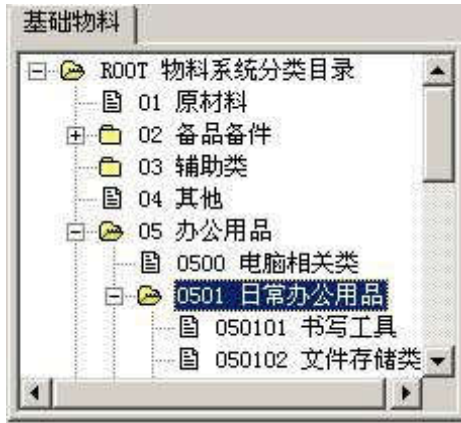 基础物料
ROOT 物料系统分类目录
01 原材料
02 备品备件
03 辅助类
04 其他
05 办公用品
0500 电脑相关类
0501 日常办公用品
050101 书写工具
050102 文件存储类